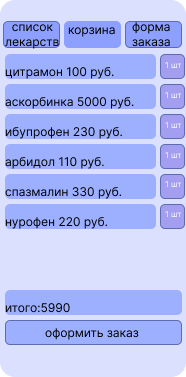 список лекарств
корзина
форма заказа
цитрамон 100 руб.
1 шт
аскорбинка 5000 руб.
1 шт
ибупрофен 230 руб.
1 шт
арбидол 110 руб.
1 шт
спазмалин 330 руб.
1 шт
нурофен 220 руб.
1 шт
итого:5990
оформить заказ